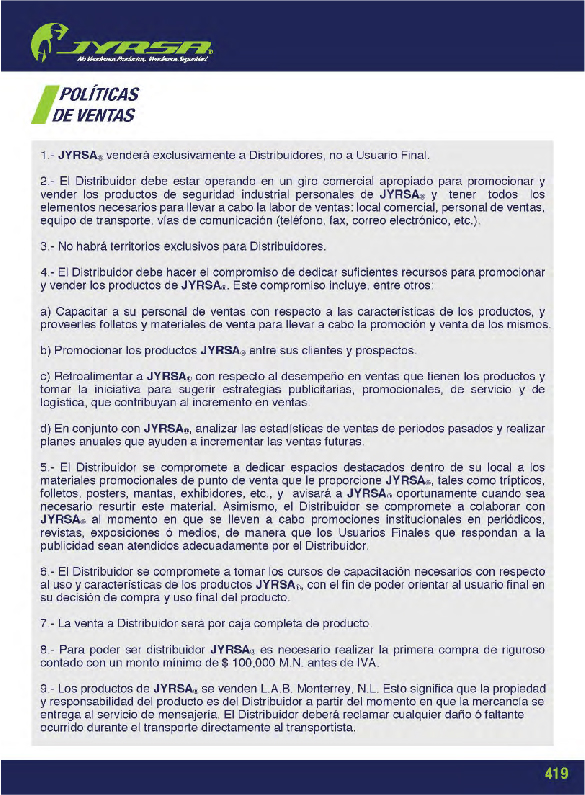 JYRSA®
No Vendemos Productos, Vendemos Seguridad
POLÍTICAS
DE VENTAS
1.- JYRSA® venderá exclusivamente a Distribuidores, no a Usuario Final.
2.- El Distribuidor debe estar operando en un giro comercial apropiado para promocionar y
vender los productos de seguridad industrial personales de JYRSA® y tener todos los
elementos necesarios para llevar a cabo la labor de ventas: local comercial, personal de ventas,
equipo de transporte, vías de comunicación (teléfono, fax, correo electrónico, etc.).
3.- No habrá territorios exclusivos para Distribuidores.
4.- El Distribuidor debe hacer el compromiso de dedicar suficientes recursos para promocionar
y vender los productos de JYRSA®. Este compromiso incluye, entre otros:
a) Capacitar a su personal de ventas con respecto a las características de los productos, y
proveerles folletos y materiales de venta para llevar a cabo la promoción y venta de los mismos.
b) Promocionar los productos JYRSA® entre sus clientes y prospectos.
c) Retroalimentar a JYRSA® con respecto al desempeño en ventas que tienen los productos y
tomar la iniciativa para sugerir estrategias publicitarias, promocionales, de servicio y de
logística, que contribuyan al incremento en ventas.
d) En conjunto con JYRSA®, analizar las estadísticas de ventas de periodos pasados y realizar
planes anuales que ayuden a incrementar las ventas futuras.
5.- El Distribuidor se compromete a dedicar espacios destacados dentro de su local a los
materiales promocionales de punto de venta que le proporcione JYRSA®, tales como trípticos,
folletos, posters, mantas, exhibidores, etc., y avisará a JYRSA® oportunamente cuando sea
necesario resurtir este material. Asimismo, el Distribuidor se compromete a colaborar con
JYRSA® al momento en que se lleven a cabo promociones institucionales en periódicos,
revistas, exposiciones ó medios, de manera que los Usuarios Finales que respondan a la
publicidad sean atendidos adecuadamente por el Distribuidor.
6.- El Distribuidor se compromete a tomar los cursos de capacitación necesarios con respecto
al uso y características de los productos JYRSA®, con el fin de poder orientar al usuario final en
su decisión de compra y uso final del producto.
7.- La venta a Distribuidor será por caja completa de producto.
8.- Para poder ser distribuidor JYRSA® es necesario realizar la primera compra de riguroso
contado con un monto mínimo de $ 100,000 M.N. antes de IVA.
9.- Los productos de JYRSA® se venden L.A.B. Monterrey, N.L. Esto significa que la propiedad
y responsabilidad del producto es del Distribuidor a partir del momento en que la mercancía se
entrega al servicio de mensajería. El Distribuidor deberá reclamar cualquier daño ó faltante
ocurrido durante el transporte directamente al transportista.
419